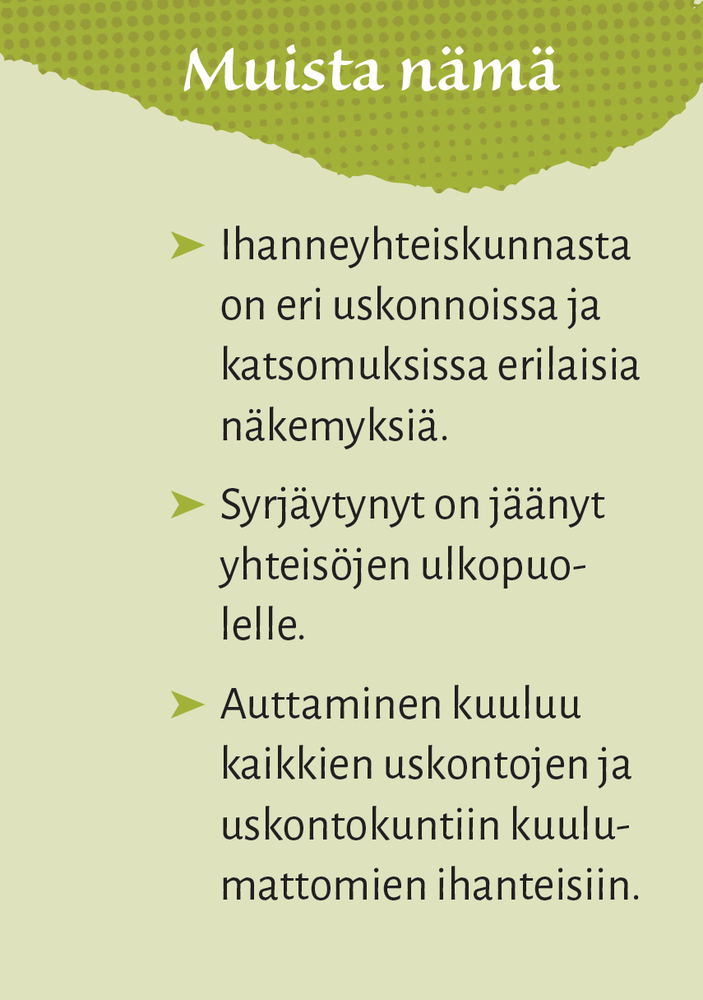 Muista nämä
➤ Ihanneyhteiskunnasta
on eri uskonnoissa ja
katsomuksissa erilaisia
näkemyksiä.
➤ Syrjäytynyt on jäänyt
yhteisöjen ulkopuo-
lelle.
➤ Auttaminen kuuluu
kaikkien uskontojen ja
uskontokuntiin kuulu-
mattomien ihanteisiin.